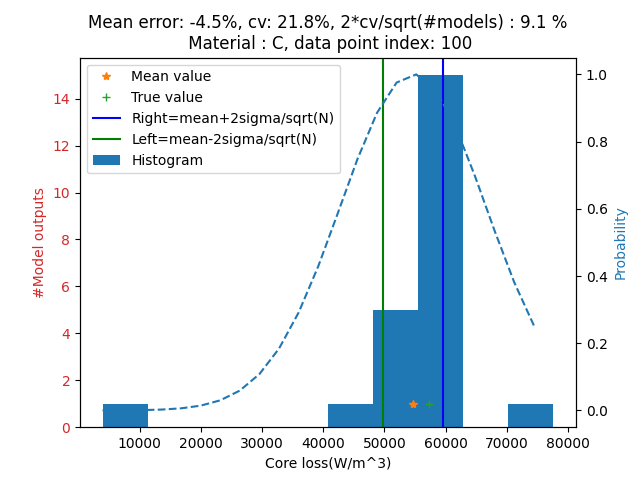 Mean error: -4.5%, cv: 21.8%, 2*cv/sqrt(#models) : 9.1 %
Material : C, data point index: 100
Mean value
True value
Right=mean+2sigma/sqrt(N)
Left=mean-2sigma/sqrt(N)
Histogram
#Model outputs
14
12
10
8
6
4
2
0
1.0
0.8
0.6
0.4
0.2
0.0
Probability
10000 20000 30000 40000 50000 60000 70000 80000
Core loss(W/m^3)